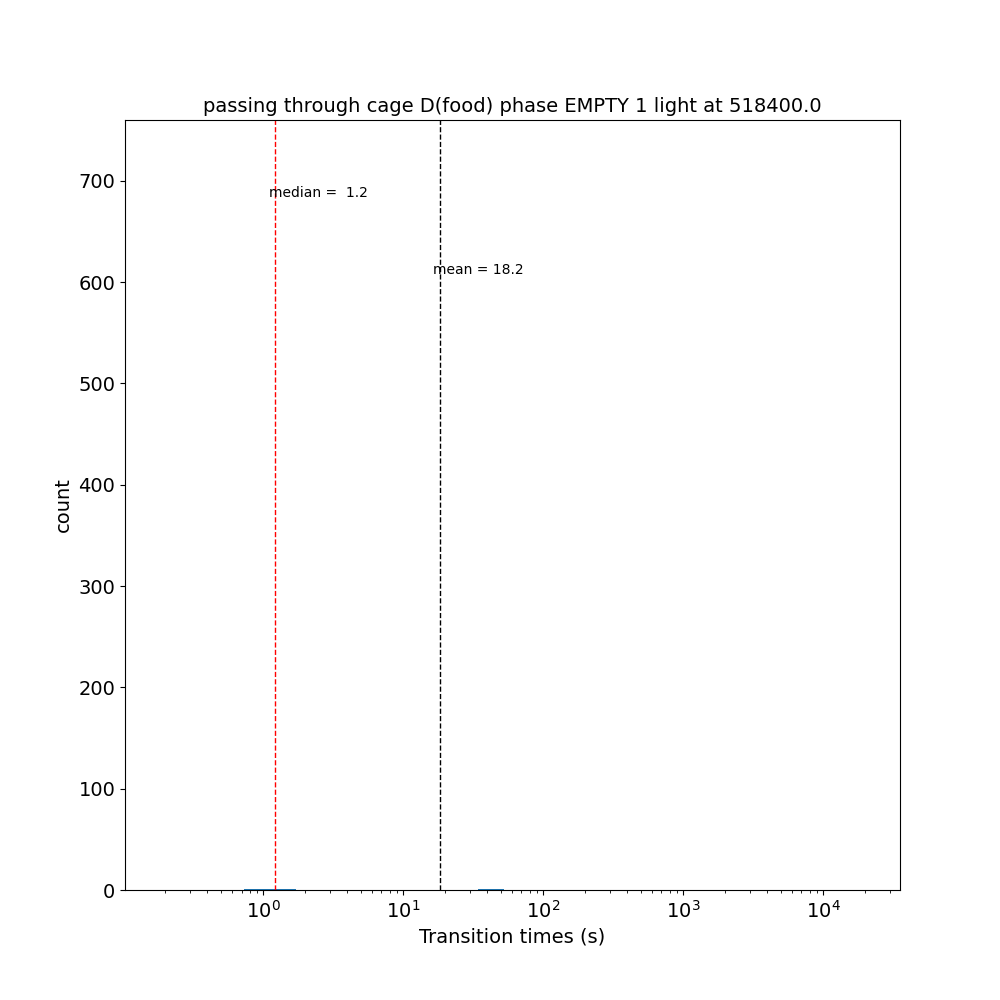 passing through cage D(food) phase EMPTY 1 light at 518400.0
700
median =  1.2
mean = 18.2
600
500
400
count
300
200
100
0
10^0 10^1 10^2 10^3 10^4
Transition times (s)